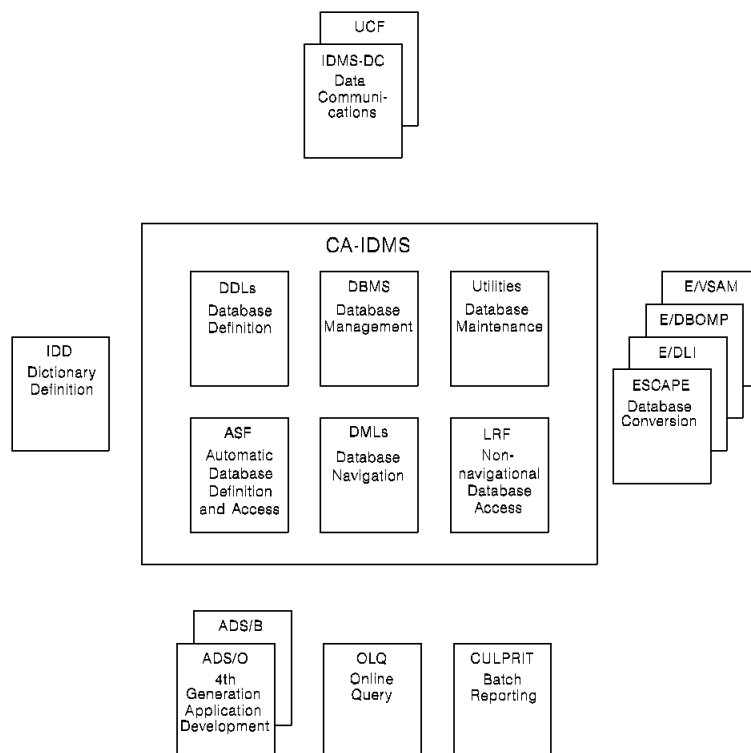 UCF
IDMS-DC
Data
Communi-
cations
CA-IDMS
DDLs
Database
Definition
DBMS
Database
Management
Utilities
Database
Maintenance
E/VSAM
E/DBOMP
E/DLI
ESCAPE
Database
Conversion
IDD
Dictionary
Definition
ASF
Automatic
Database
Definition
and Access
DMLs
Database
Navigation
LRF
Non-
navigational
Database
Access
ADS/B
ADS/O
4th
Generation
Application
Development
OLQ
Online
Query
CULPRIT
Batch
Reporting